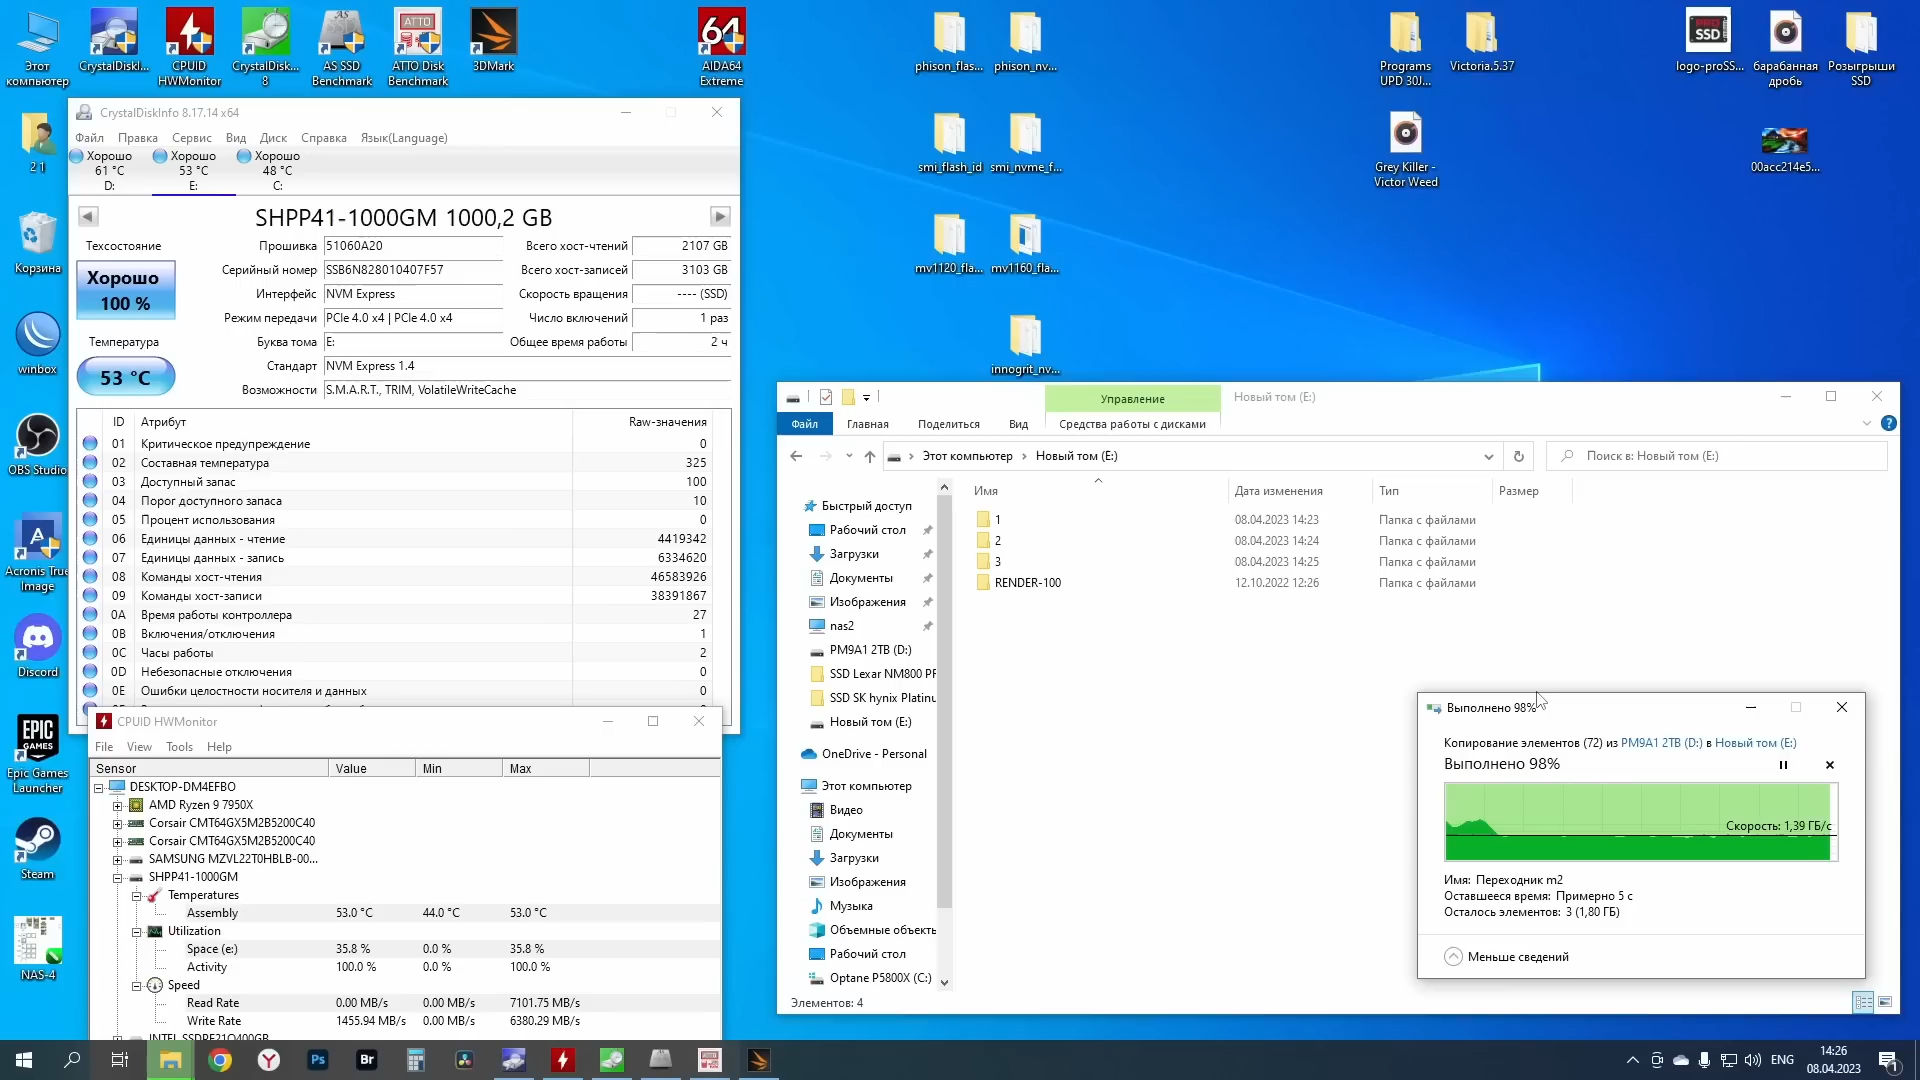 Этот
компьютер
CrystalDiskI...
CPUID
HWMonitor
CrystalDisk...
8
AS SSD
Benchmark
ATTO Disk
Benchmark
3DMark
AIDA64
Extreme
phison_flas...
phison_nv...
Programs
UPD 30J...
Victoria.5.37
logo-proSS...
барабанная
дробь
Розыгрыши
SSD
2 1
Корзина
winbox
OBS Studio
Acronis True
Image
Discord
Epic Games
Launcher
Steam
NAS-4
smi_flash_id
smi_nvme_f...
mv1120_fla...
mv1160_fla...
innogrit_nv...
Grey Killer -
Victor Weed
00acc214e5...
CrystalDiskInfo 8.17.14 x64
Файл Правка Сервис Вид Диск Справка Язык(Language)
Хорошо Хорошо Хорошо
61 °C 53 °C 48 °C
D: E: C:
SHPP41-1000GM 1000,2 GB
Техсостояние
Хорошо
100 %
Температура
53 °C
Прошивка 51060A20
Серийный номер SSB6N828010407F57
Интерфейс NVM Express
Режим передачи PCIe 4.0 x4 | PCIe 4.0 x4
Буква тома E:
Стандарт NVM Express 1.4
Возможности S.M.A.R.T., TRIM, VolatileWriteCache
Всего хост-чтений 2107 GB
Всего хост-записей 3103 GB
Скорость вращения ---- (SSD)
Число включений 1 раз
Общее время работы 2 ч
ID Атрибут Raw-значения
01 Критическое предупреждение 0
02 Составная температура 325
03 Доступный запас 100
04 Порог доступного запаса 10
05 Процент использования 0
06 Единицы данных - чтение 4419342
07 Единицы данных - запись 6334620
08 Команды хост-чтения 46583926
09 Команды хост-записи 38391867
0A Время работы контроллера 27
0B Включения/отключения 1
0C Часы работы 2
0D Небезопасные отключения 0
0E Ошибки целостности носителя и данных 0
CPUID HWMonitor
File View Tools Help
Sensor Value Min Max
DESKTOP-DM4EFBO
AMD Ryzen 9 7950X
Corsair CMT64GX5M2B5200C40
Corsair CMT64GX5M2B5200C40
SAMSUNG MZVL22T0HBLB-00...
SHPP41-1000GM
Temperatures
Assembly 53.0 °C 44.0 °C 53.0 °C
Utilization
Space (e:) 35.8 % 0.0 % 35.8 %
Activity 100.0 % 0.0 % 100.0 %
Speed
Read Rate 0.00 MB/s 0.00 MB/s 7101.75 MB/s
Write Rate 1455.94 MB/s 0.00 MB/s 6380.29 MB/s
Управление
Новый том (E:)
Файл Главная Поделиться Вид Средства работы с дисками
Этот компьютер Новый том (E:)
Поиск в: Новый том (E:)
Имя Дата изменения Тип Размер
1 08.04.2023 14:23 Папка с файлами
2 08.04.2023 14:24 Папка с файлами
3 08.04.2023 14:25 Папка с файлами
RENDER-100 12.10.2022 12:26 Папка с файлами
Быстрый доступ
Рабочий стол
Загрузки
Документы
Изображения
nas2
PM9A1 2TB (D:)
SSD Lexar NM800 PF
SSD SK hynix Platinu
Новый том (E:)
OneDrive - Personal
Этот компьютер
Видео
Документы
Загрузки
Изображения
Музыка
Объемные объекты
Рабочий стол
Optane P5800X (C:)
Элементов: 4
Выполнено 98%
Копирование элементов (72) из PM9A1 2TB (D:) в Новый том (E:)
Выполнено 98%
Скорость: 1,39 ГБ/с
Имя: Переходник m2
Оставшееся время: Примерно 5 с
Осталось элементов: 3 (1,80 ГБ)
Меньше сведений
ENG
14:26
08.04.2023